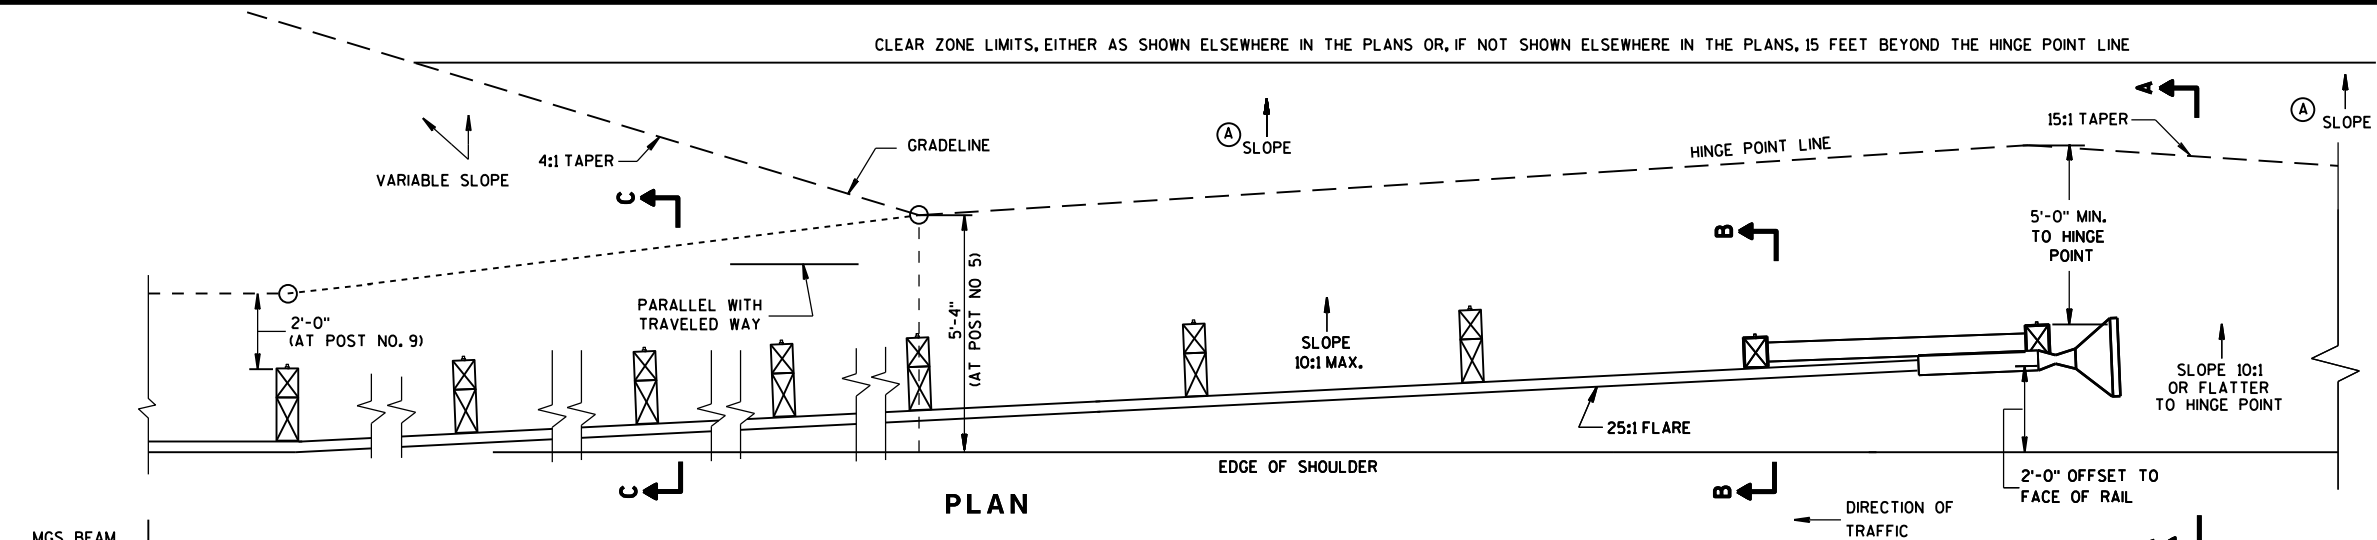 CLEAR ZONE LIMITS, EITHER AS SHOWN ELSEWHERE IN THE PLANS OR, IF NOT SHOWN ELSEWHERE IN THE PLANS, 15 FEET BEYOND THE HINGE POINT LINE
A
A
SLOPE
15:1 TAPER
A
SLOPE
HINGE POINT LINE
GRADELINE
4:1 TAPER
VARIABLE SLOPE
C
B
5'-0" MIN.
TO HINGE
POINT
5'-4"
(AT POST NO 5)
PARALLEL WITH
TRAVELED WAY
2'-0"
(AT POST NO. 9)
SLOPE
10:1 MAX.
SLOPE 10:1
OR FLATTER
TO HINGE POINT
25:1 FLARE
EDGE OF SHOULDER
C
PLAN
B
2'-0" OFFSET TO
FACE OF RAIL
DIRECTION OF
TRAFFIC
MGS BEAM